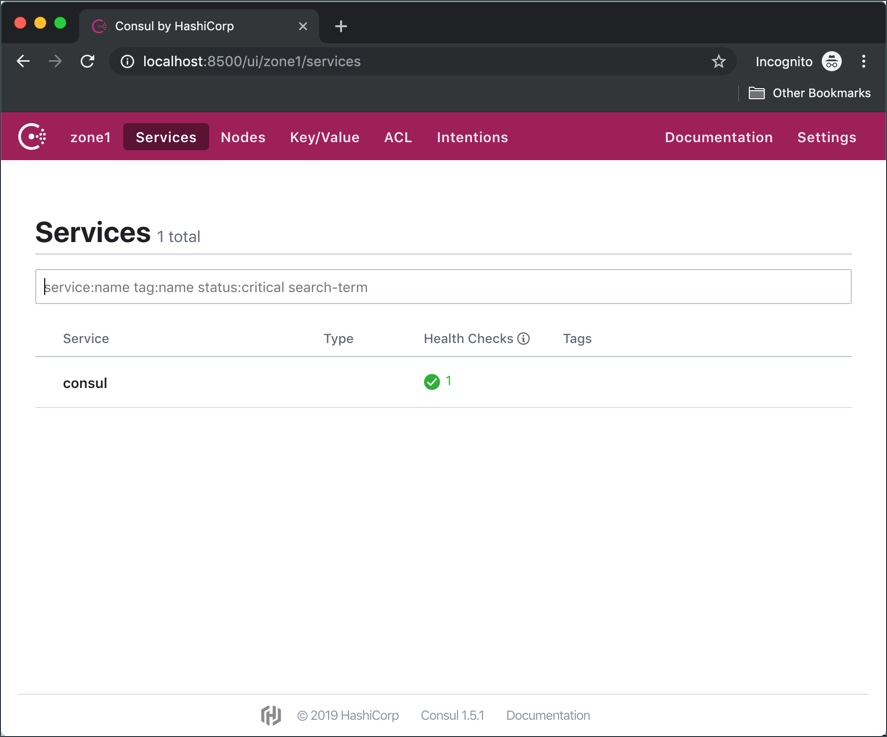 Consul by HashiCorp
localhost:8500/ui/zone1/services
Incognito
Other Bookmarks
zone1 Services Nodes Key/Value ACL Intentions Documentation Settings
Services 1 total
service:name tag:name status:critical search-term
Service Type Health Checks Tags
consul 1
© 2019 HashiCorp Consul 1.5.1 Documentation